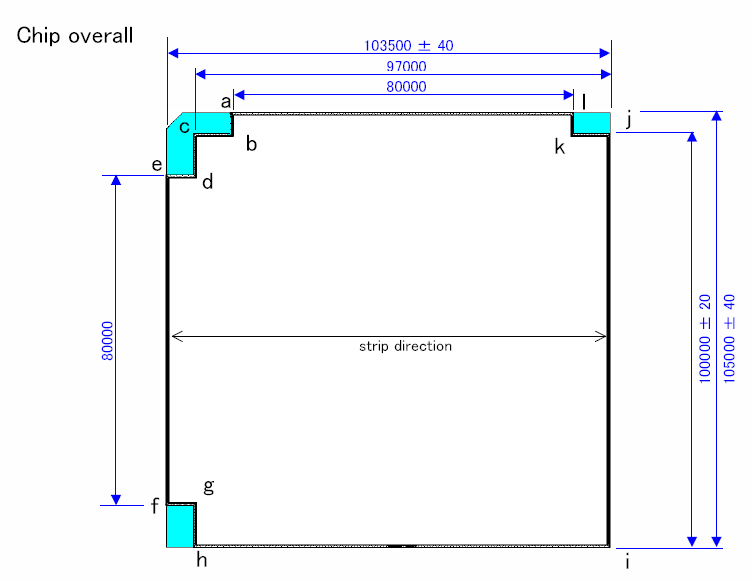 Chip overall
103500 ± 40
97000
80000
a
l
j
c
b
k
e
d
80000
strip direction
100000 ± 20
105000 ± 40
g
f
h
i